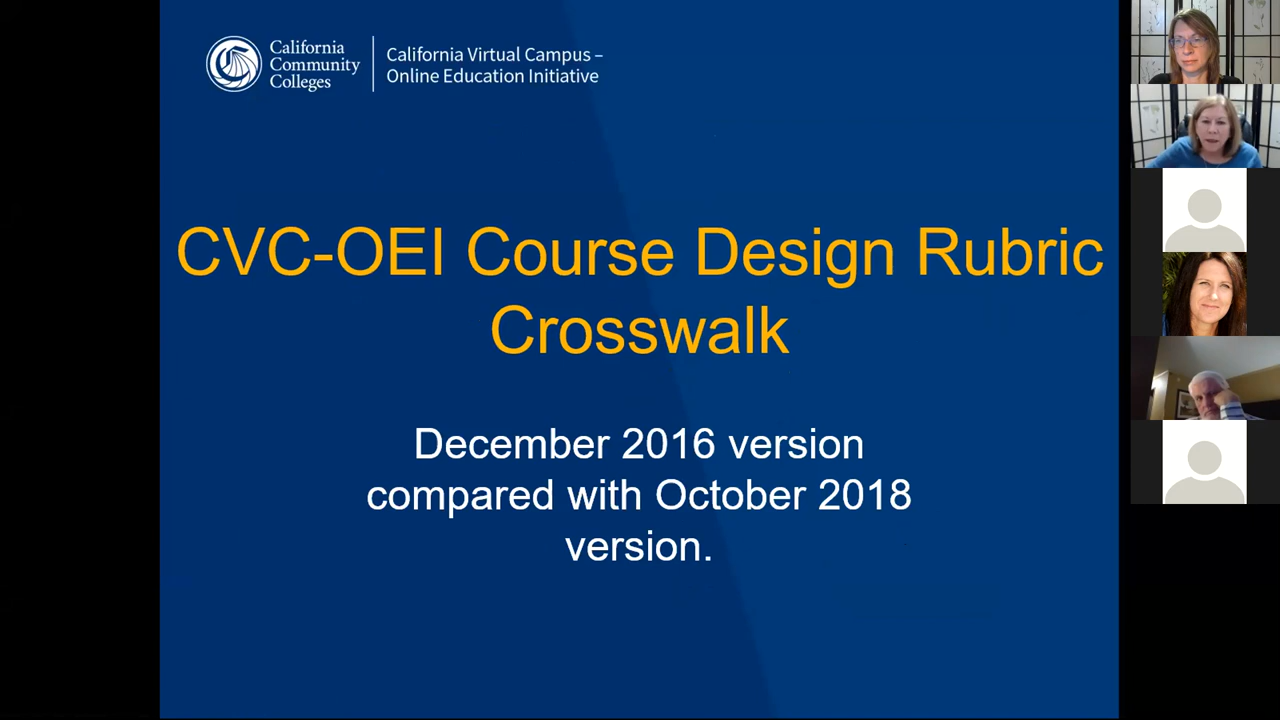 California
Community
Colleges
California Virtual Campus –
Online Education Initiative
CVC-OEI Course Design Rubric
Crosswalk
December 2016 version
compared with October 2018
version.